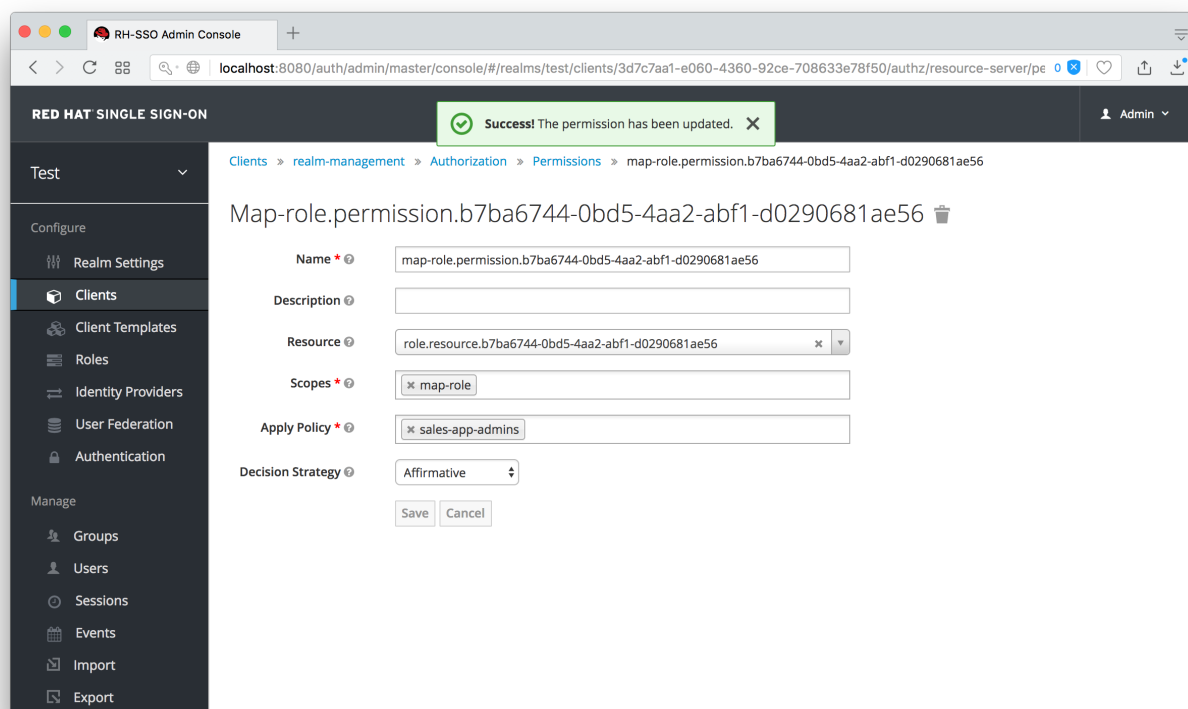 RH-SSO Admin Console
localhost:8080/auth/admin/master/console/#/realms/test/clients/3d7c7aa1-e060-4360-92ce-708633e78f50/authz/resource-server/pe 0
RED HAT SINGLE SIGN-ON
Success! The permission has been updated.
Admin
Test
Clients » realm-management » Authorization » Permissions » map-role.permission.b7ba6744-0bd5-4aa2-abf1-d0290681ae56
Map-role.permission.b7ba6744-0bd5-4aa2-abf1-d0290681ae56
Configure
Realm Settings
Clients
Client Templates
Roles
Identity Providers
User Federation
Authentication
Manage
Groups
Users
Sessions
Events
Import
Export
Name * map-role.permission.b7ba6744-0bd5-4aa2-abf1-d0290681ae56
Description
Resource role.resource.b7ba6744-0bd5-4aa2-abf1-d0290681ae56
Scopes * map-role
Apply Policy * sales-app-admins
Decision Strategy Affirmative
Save Cancel